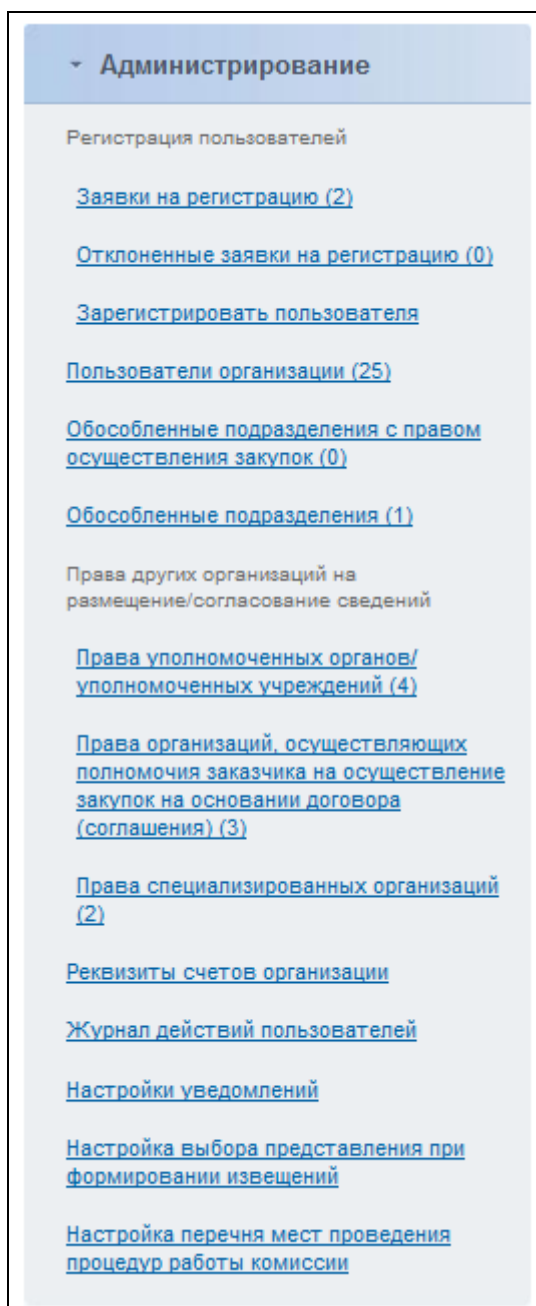 Администрирование
Регистрация пользователей
Заявки на регистрацию (2)
Отклоненные заявки на регистрацию (0)
Зарегистрировать пользователя
Пользователи организации (25)
Обособленные подразделения с правом
осуществления закупок (0)
Обособленные подразделения (1)
Права других организаций на
размещение/согласование сведений
Права уполномоченных органов/
уполномоченных учреждений (4)
Права организаций, осуществляющих
полномочия заказчика на осуществление
закупок на основании договора
(соглашения) (3)
Права специализированных организаций
(2)
Реквизиты счетов организации
Журнал действий пользователей
Настройки уведомлений
Настройка выбора представления при
формировании извещений
Настройка перечня мест проведения
процедур работы комиссии